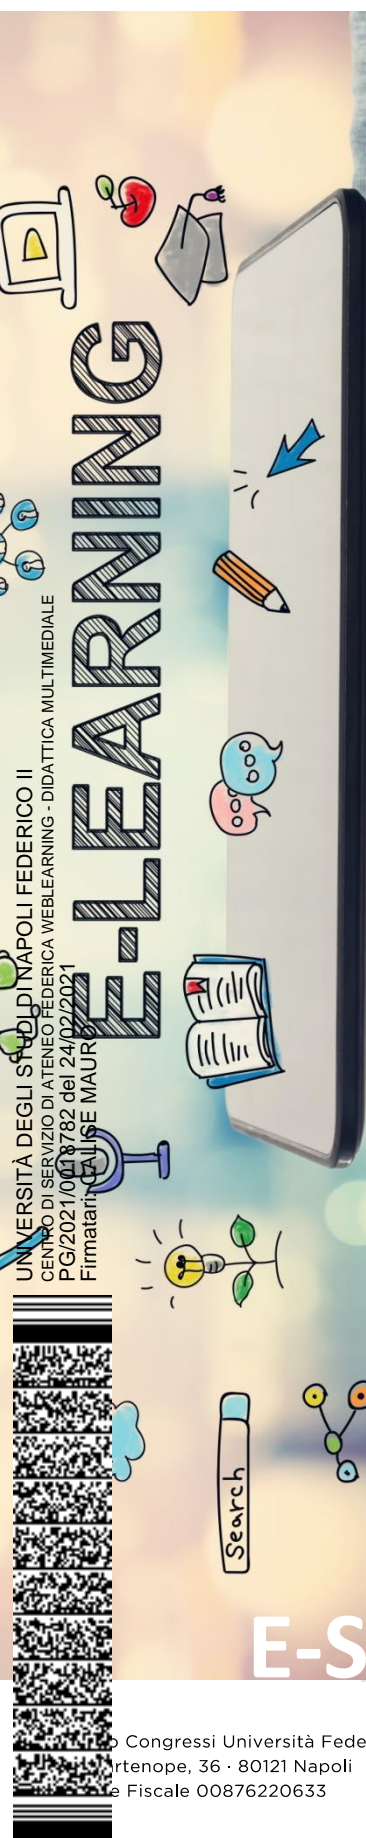 UNIVERSITÀ DEGLI STUDI DI NAPOLI FEDERICO II
CENTRO DI SERVIZIO DI ATENEO FEDERICA WEBLEARNING - DIDATTICA MULTIMEDIALE
PG/2021/0018782 del 24/02/2021
Firmatari: CALISE MAURO
E-LEARNING
Search
E-S
Congressi Università Fede
rtenope, 36 · 80121 Napoli
e Fiscale 00876220633